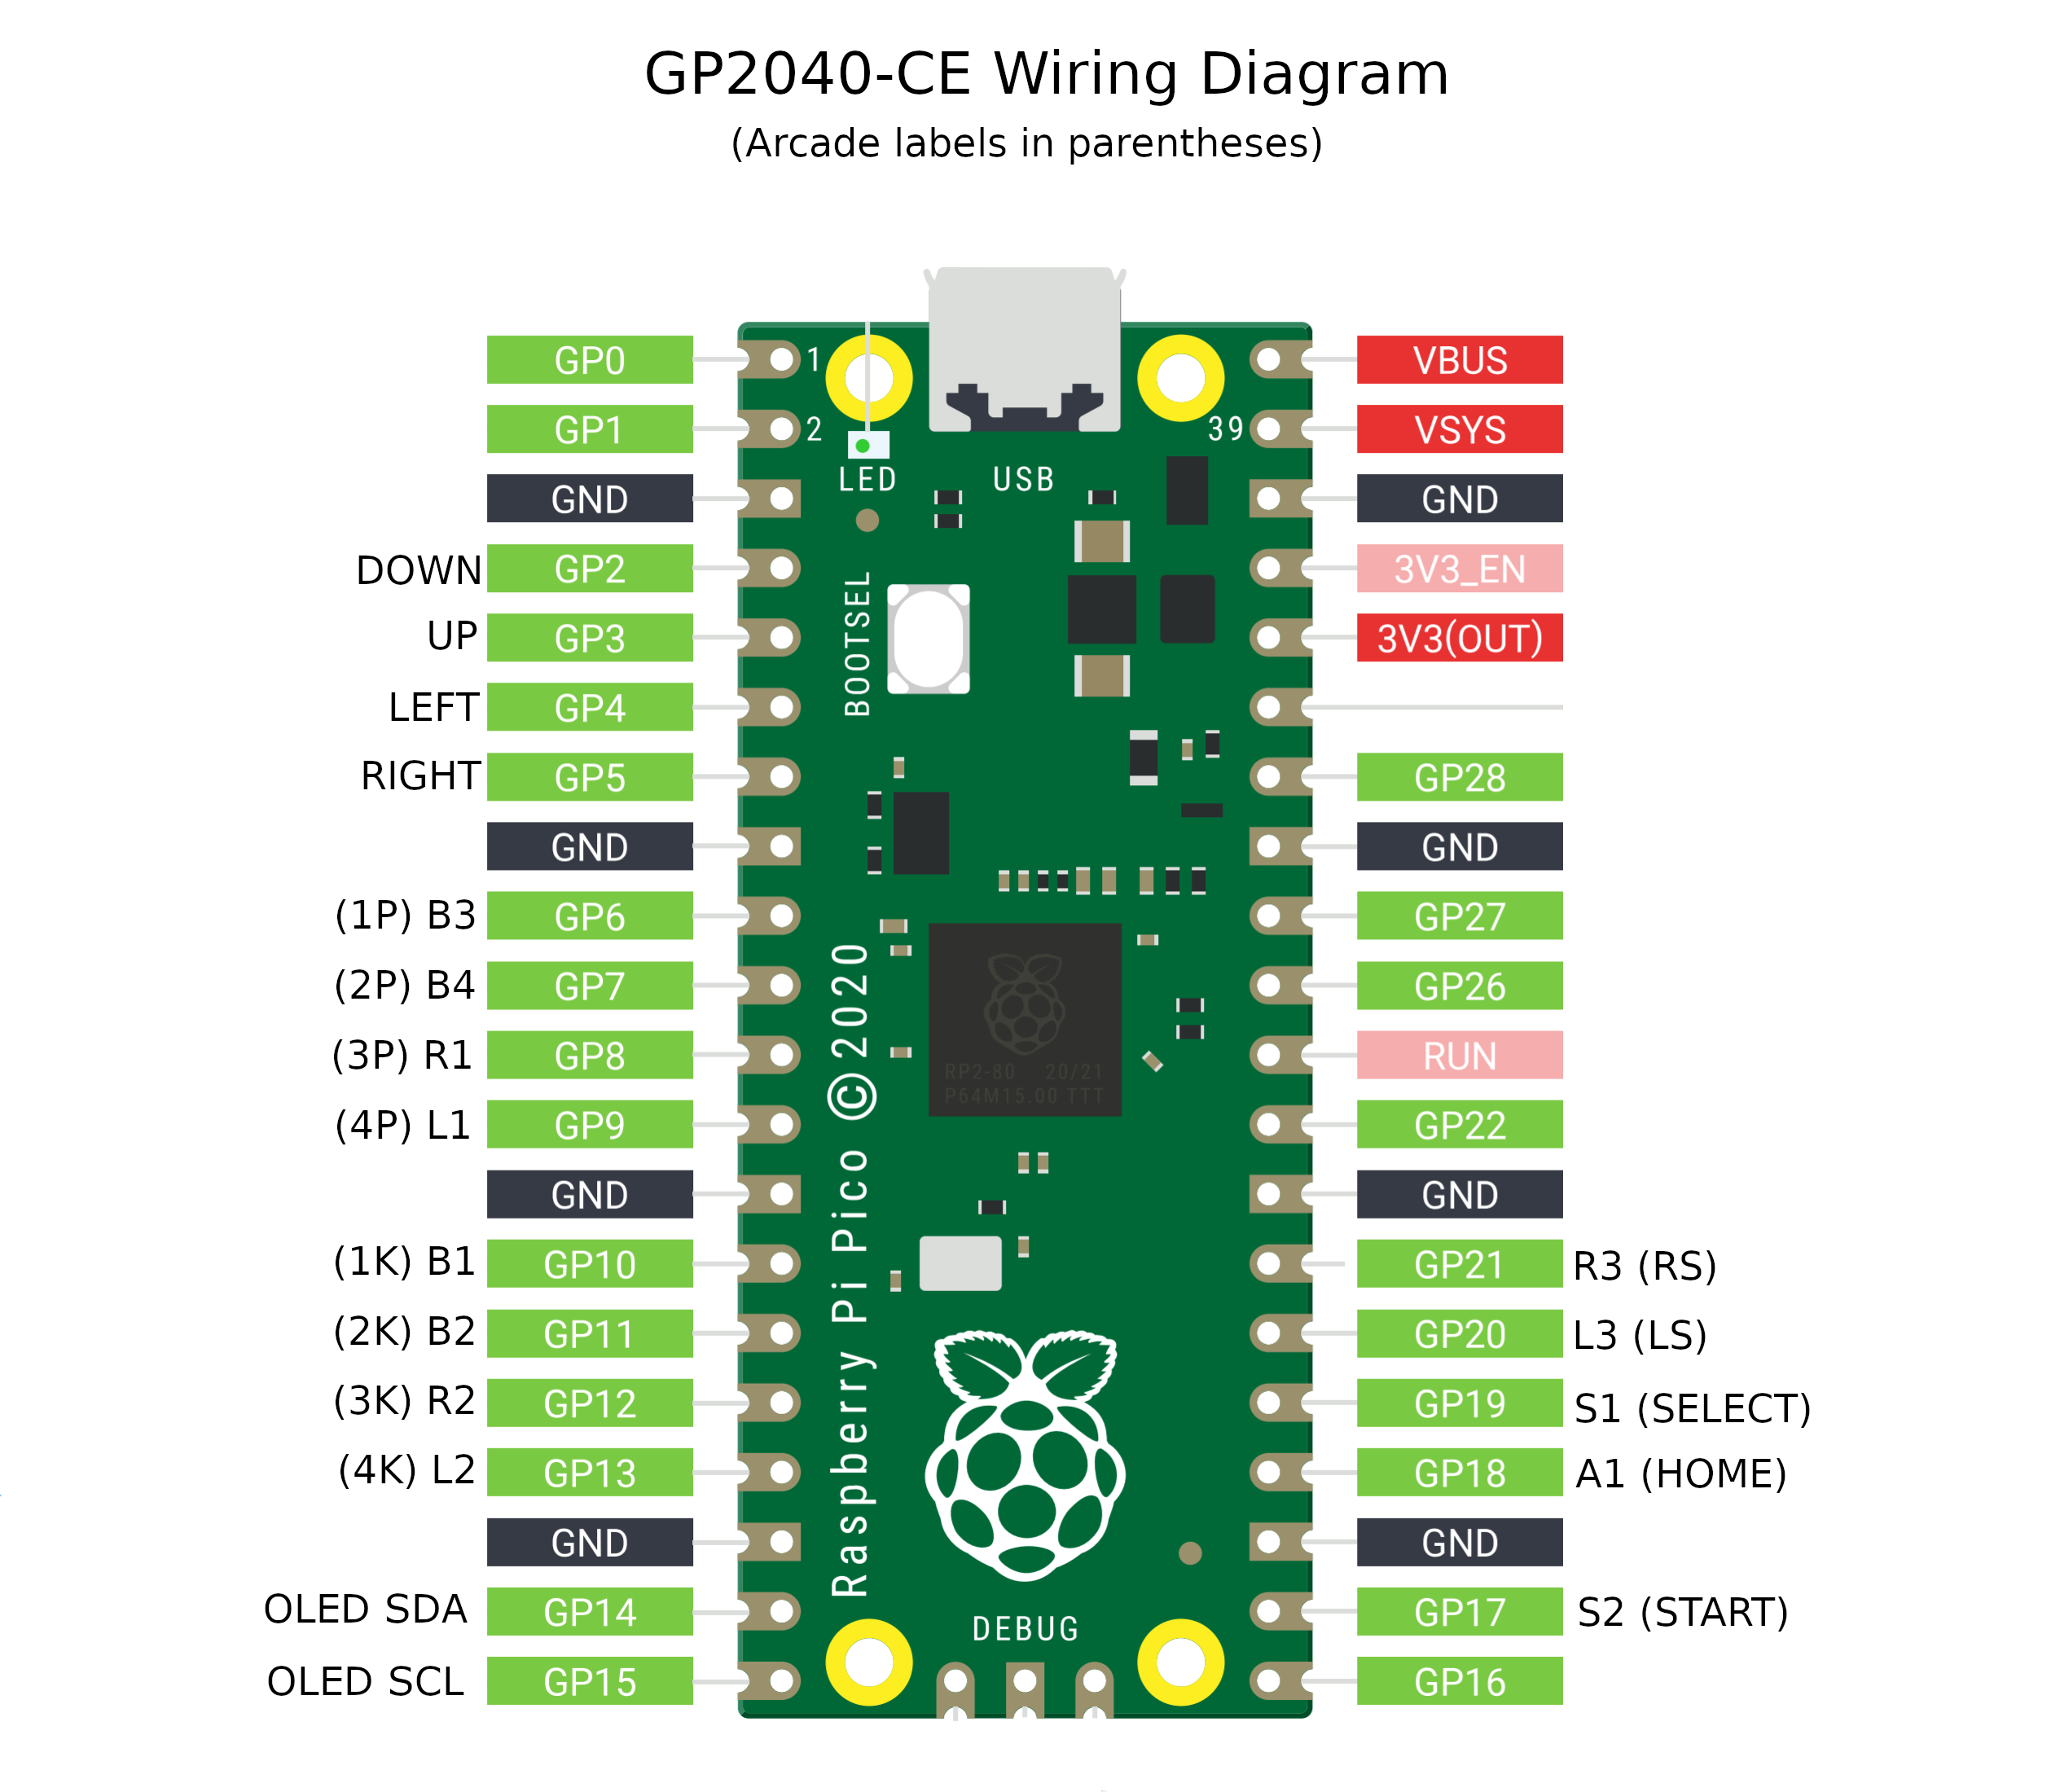 GP2040-CE Wiring Diagram
(Arcade labels in parentheses)
GP0 1 VBUS
GP1 2 39 VSYS
GND LED USB GND
DOWN GP2 3V3_EN
UP GP3 BOOTSEL 3V3(OUT)
LEFT GP4
RIGHT GP5 GP28
GND GND
(1P) B3 GP6 GP27
(2P) B4 GP7 GP26
(3P) R1 GP8 RUN
RP2-80 20/21
P64M15.00 TTT
(4P) L1 GP9 GP22
GND GND
(1K) B1 GP10 GP21 R3 (RS)
(2K) B2 GP11 GP20 L3 (LS)
(3K) R2 GP12 GP19 S1 (SELECT)
(4K) L2 GP13 GP18 A1 (HOME)
Raspberry Pi Pico ©2020
GND GND
OLED SDA GP14 DEBUG GP17 S2 (START)
OLED SCL GP15 GP16